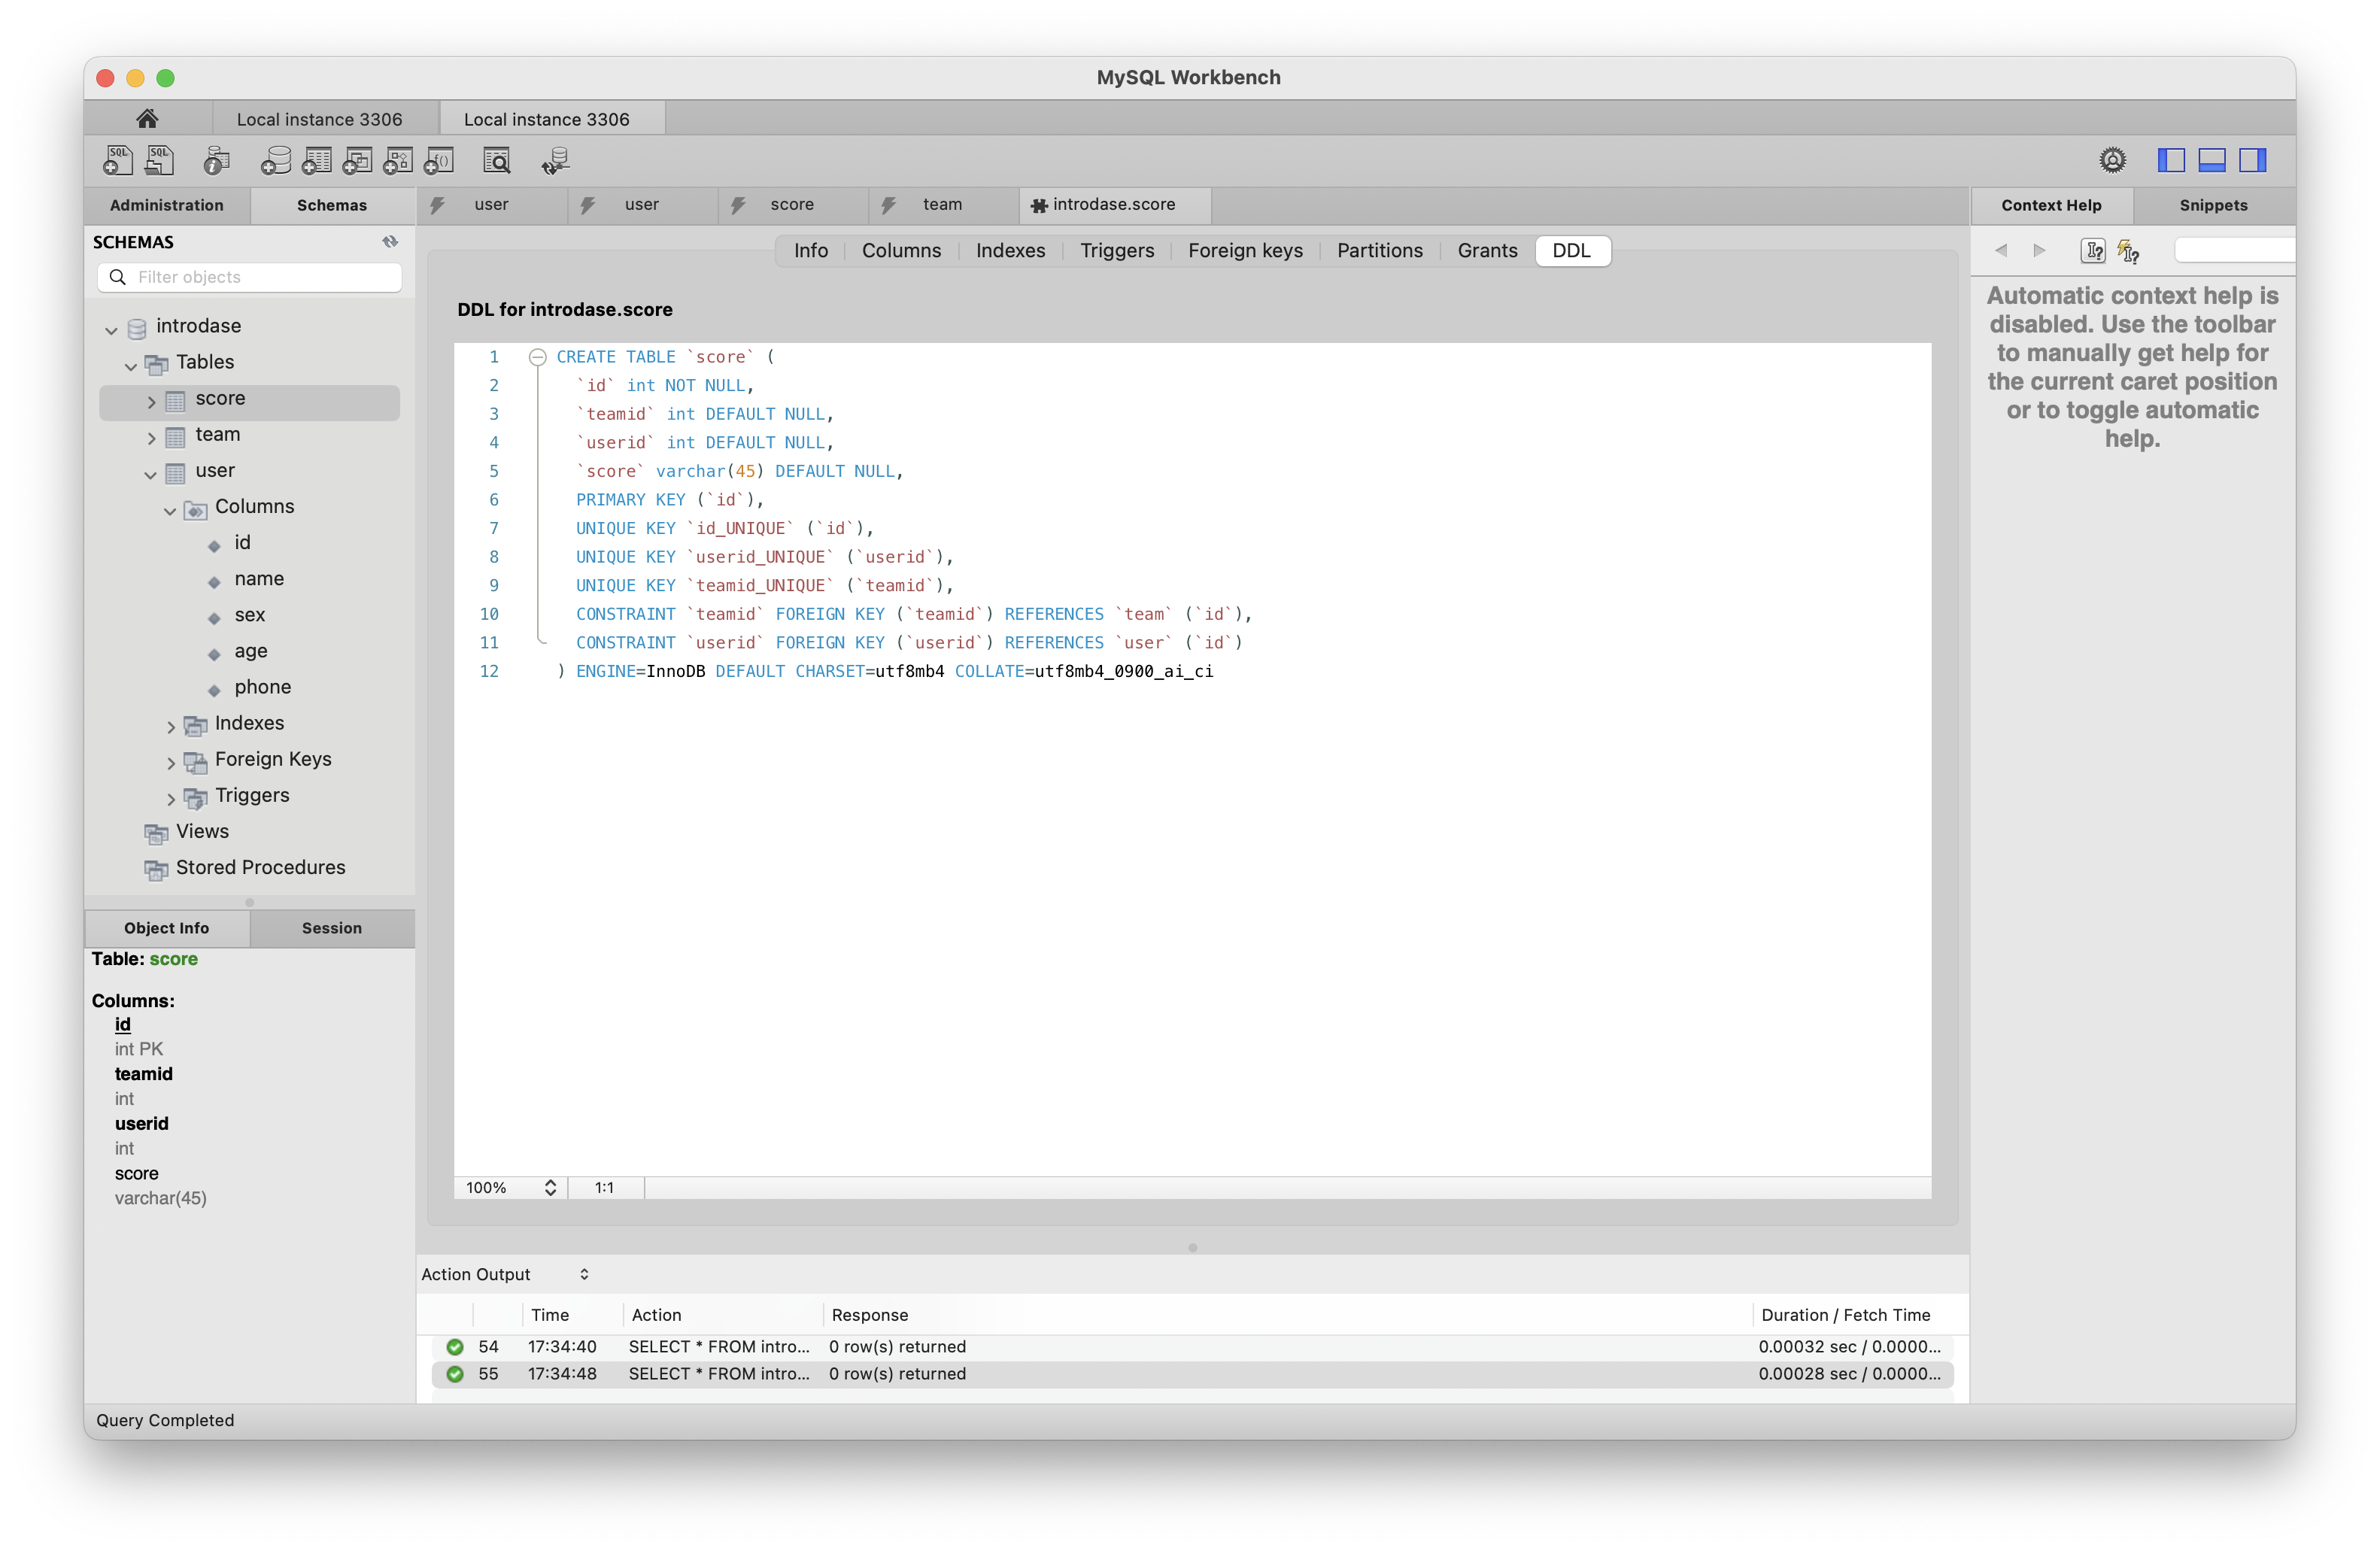 MySQL Workbench
Local instance 3306
Local instance 3306
Administration
Schemas
user
user
score
team
introdase.score
Context Help
Snippets
SCHEMAS
Filter objects
introdase
Tables
score
team
user
Columns
id
name
sex
age
phone
Indexes
Foreign Keys
Triggers
Views
Stored Procedures
Object Info
Session
Table: score
Columns:
id
int PK
teamid
int
userid
int
score
varchar(45)
Info
Columns
Indexes
Triggers
Foreign keys
Partitions
Grants
DDL
DDL for introdase.score
1 CREATE TABLE `score` (
2 `id` int NOT NULL,
3 `teamid` int DEFAULT NULL,
4 `userid` int DEFAULT NULL,
5 `score` varchar(45) DEFAULT NULL,
6 PRIMARY KEY (`id`),
7 UNIQUE KEY `id_UNIQUE` (`id`),
8 UNIQUE KEY `userid_UNIQUE` (`userid`),
9 UNIQUE KEY `teamid_UNIQUE` (`teamid`),
10 CONSTRAINT `teamid` FOREIGN KEY (`teamid`) REFERENCES `team` (`id`),
11 CONSTRAINT `userid` FOREIGN KEY (`userid`) REFERENCES `user` (`id`)
12 ) ENGINE=InnoDB DEFAULT CHARSET=utf8mb4 COLLATE=utf8mb4_0900_ai_ci
100%
1:1
Automatic context help is
disabled. Use the toolbar
to manually get help for
the current caret position
or to toggle automatic
help.
Action Output
Time Action Response Duration / Fetch Time
54 17:34:40 SELECT * FROM intro... 0 row(s) returned 0.00032 sec / 0.0000...
55 17:34:48 SELECT * FROM intro... 0 row(s) returned 0.00028 sec / 0.0000...
Query Completed